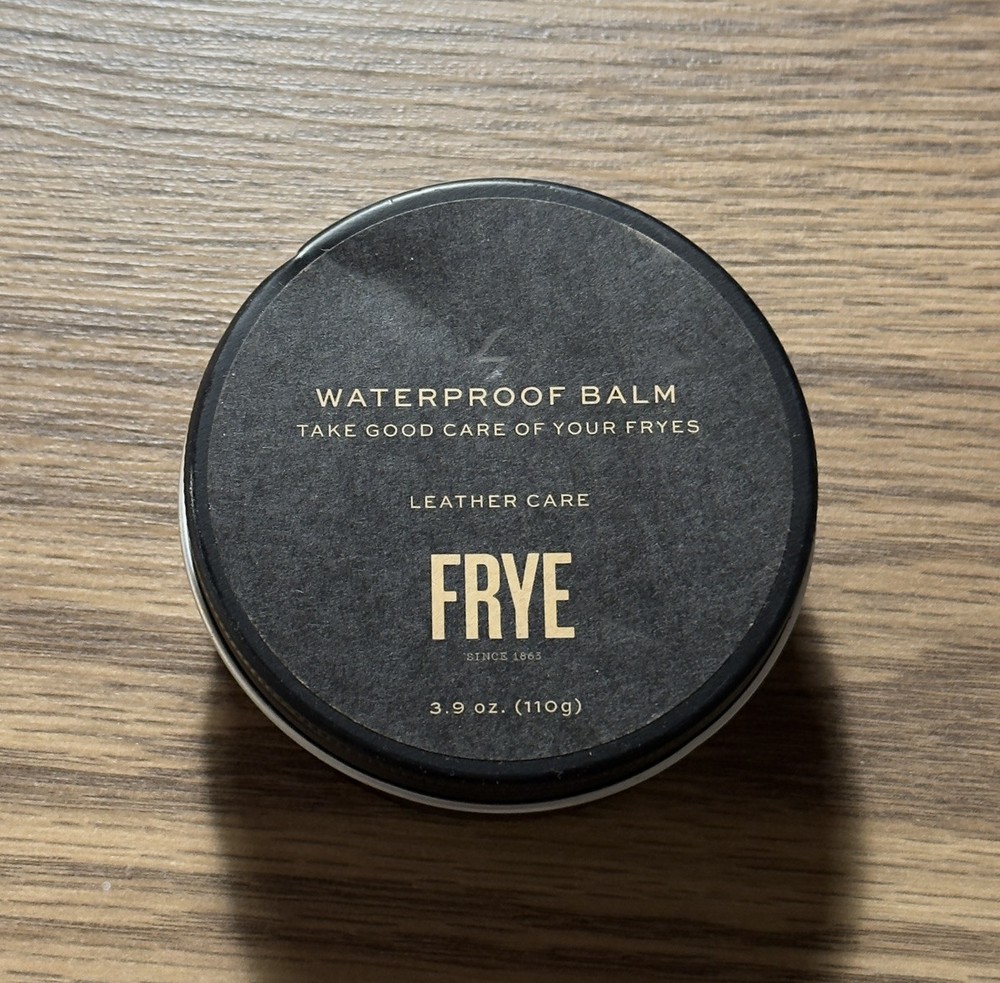 WATERPROOF BALM
TAKE GOOD CARE OF YOUR FRYES
LEATHER CARE
FRYE
SINCE 1863
3.9 oz. (110g)